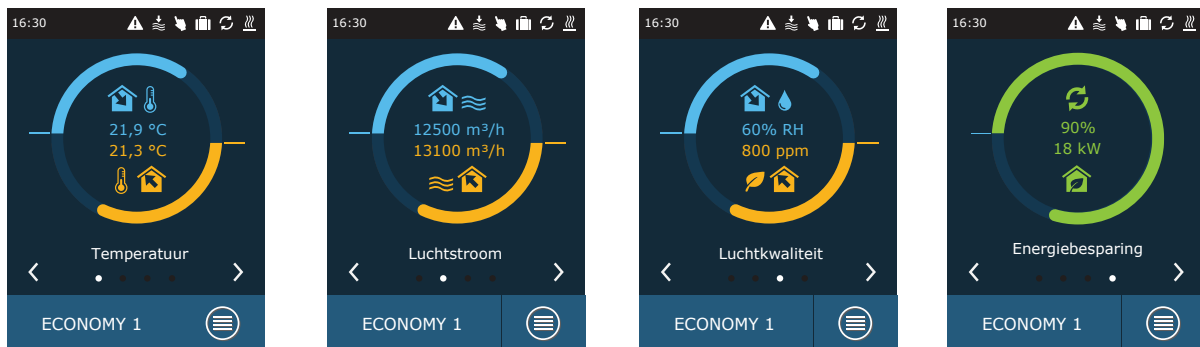 16:30
21,9 °C
21,3 °C
Temperatuur
ECONOMY 1
16:30
12500 m³/h
13100 m³/h
Luchtstroom
ECONOMY 1
16:30
60% RH
800 ppm
Luchtkwaliteit
ECONOMY 1
16:30
90%
18 kW
Energiebesparing
ECONOMY 1